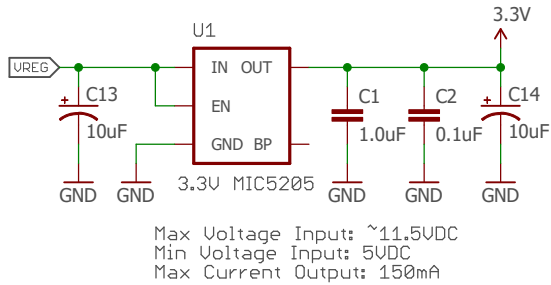 3.3V
U1
VREG
IN OUT
EN
GND BP
C13
10uF
C1
1.0uF
C2
0.1uF
C14
10uF
GND
GND
GND
GND
GND
3.3V MIC5205
Max Voltage Input: ~11.5VDC
Min Voltage Input: 5VDC
Max Current Output: 150mA